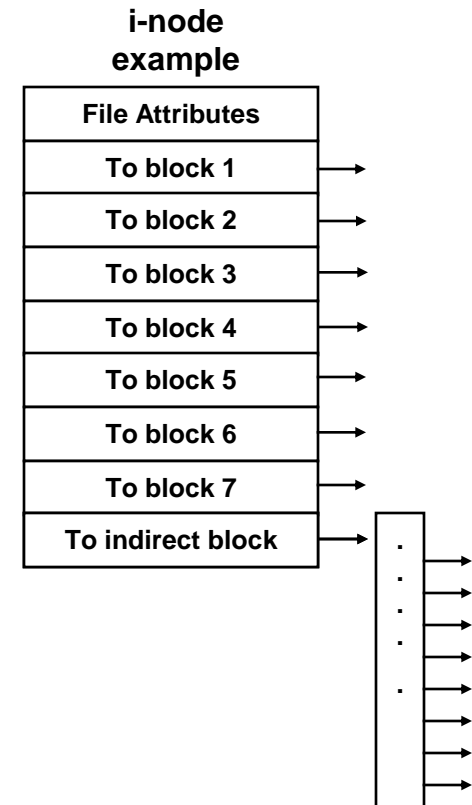 i-node
example
File Attributes
To block 1
To block 2
To block 3
To block 4
To block 5
To block 6
To block 7
To indirect block
.
.
.
.
.